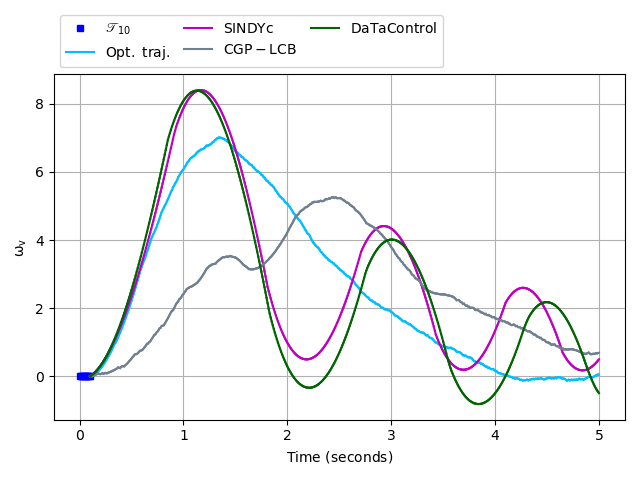 𝒯₁₀
Opt. traj.
SINDYc
CGP − LCB
DaTaControl
8
6
4
2
0
ωᵥ
0 1 2 3 4 5
Time (seconds)